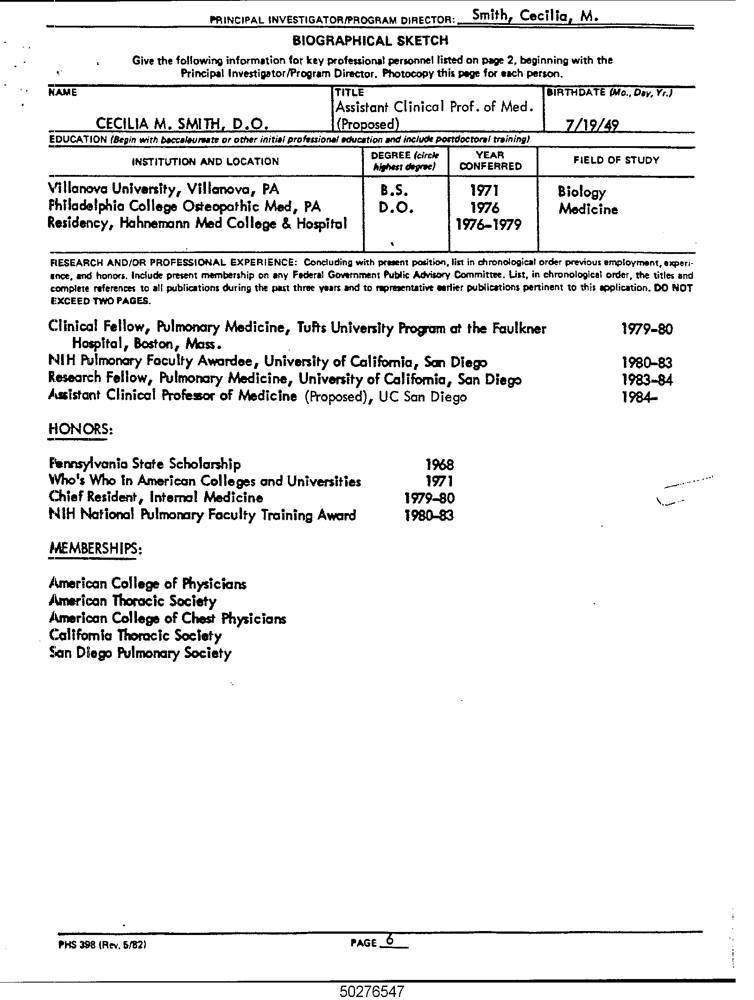 PRINCIPAL INVESTIGATOR/PROGRAM DIRECTOR: Smith, Cecilia, M.
BIOGRAPHICAL SKETCH
Give the following information for key professional personnel listed on page 2, beginning with the
Principal Investigator/Program Director. Photocopy this page for each person.
NAME TITLE BIRTHDATE (Mo., Day, Yr.)
Assistant Clinical Prof. of Med.
CECILIA M. SMITH, D.O. (Proposed) 7/19/49
EDUCATION (Begin with baccalaureate or other initial professional education and include postdoctoral training)
INSTITUTION AND LOCATION DEGREE (circle highest degree) YEAR CONFERRED FIELD OF STUDY
Villanova University, Villanova, PA B.S. 1971 Biology
Philadelphia College Osteopathic Med, PA D.O. 1976 Medicine
Residency, Hahnemann Med College & Hospital 1976-1979
RESEARCH AND/OR PROFESSIONAL EXPERIENCE: Concluding with present position, list in chronological order previous employment, experi-
ence, and honors. Include present membership on any Federal Government Public Advisory Committee. List, in chronological order, the titles and
complete references to all publications during the past three years and to representative earlier publications pertinent to this application. DO NOT
EXCEED TWO PAGES.
Clinical Fellow, Pulmonary Medicine, Tufts University Program at the Faulkner 1979-80
Hospital, Boston, Mass.
NIH Pulmonary Faculty Awardee, University of California, San Diego 1980-83
Research Fellow, Pulmonary Medicine, University of California, San Diego 1983-84
Assistant Clinical Professor of Medicine (Proposed), UC San Diego 1984-
HONORS:
Pennsylvania State Scholarship 1968
Who's Who in American Colleges and Universities 1971
Chief Resident, Internal Medicine 1979-80
NIH National Pulmonary Faculty Training Award 1980-83
MEMBERSHIPS:
American College of Physicians
American Thoracic Society
American College of Chest Physicians
California Thoracic Society
San Diego Pulmonary Society
PHS 398 (Rev. 5/82) PAGE 6
50276547